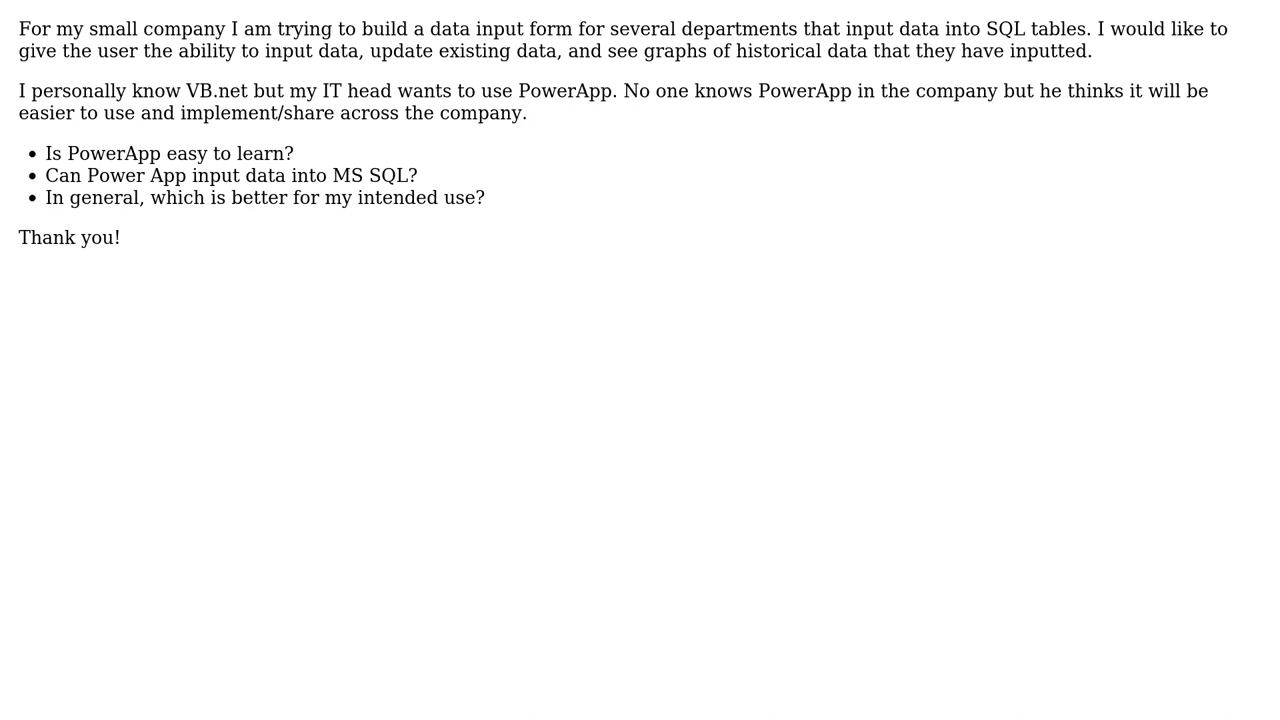 For my small company I am trying to build a data input form for several departments that input data into SQL tables. I would like to
give the user the ability to input data, update existing data, and see graphs of historical data that they have inputted.
I personally know VB.net but my IT head wants to use PowerApp. No one knows PowerApp in the company but he thinks it will be
easier to use and implement/share across the company.
• Is PowerApp easy to learn?
• Can Power App input data into MS SQL?
• In general, which is better for my intended use?
Thank you!